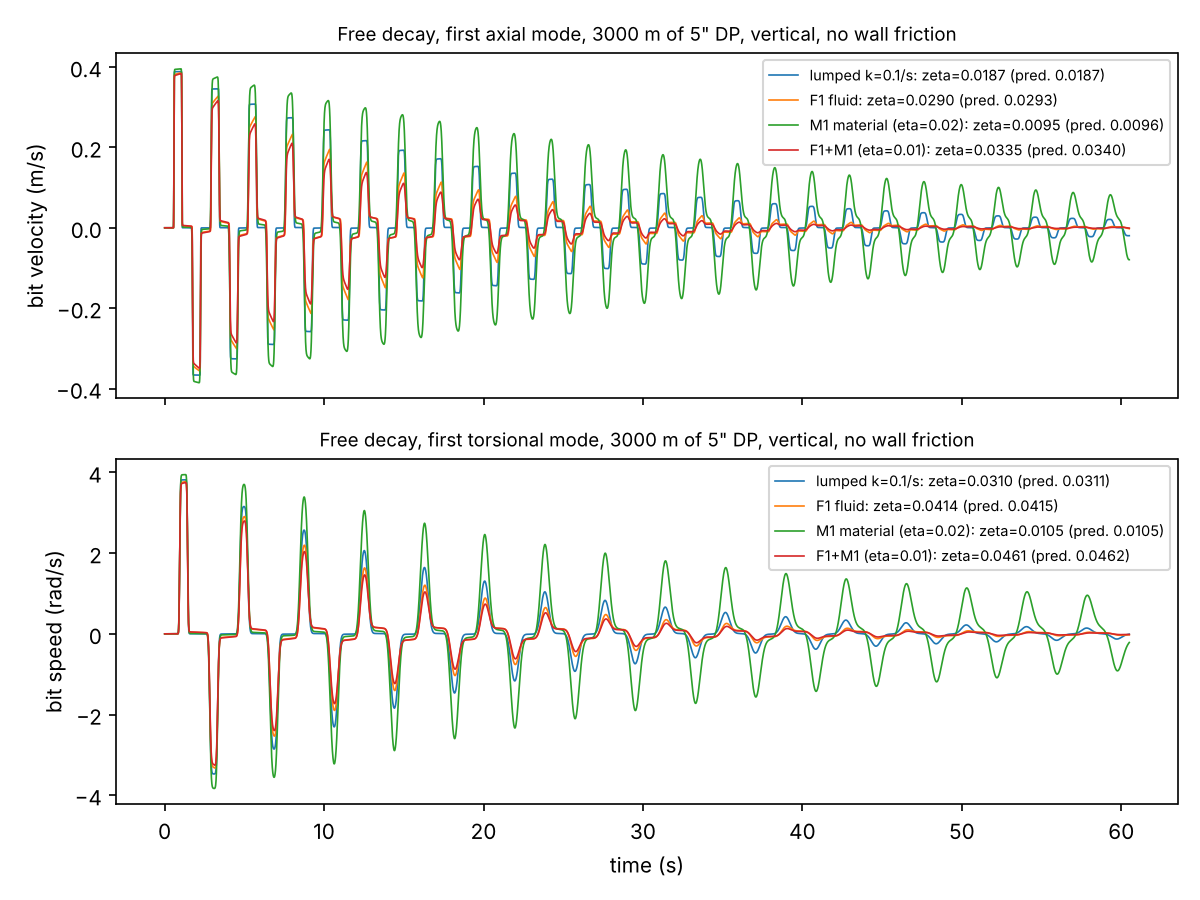 Free decay, first axial mode, 3000 m of 5" DP, vertical, no wall friction
lumped k=0.1/s: zeta=0.0187 (pred. 0.0187)
F1 fluid: zeta=0.0290 (pred. 0.0293)
M1 material (eta=0.02): zeta=0.0095 (pred. 0.0096)
F1+M1 (eta=0.01): zeta=0.0335 (pred. 0.0340)
bit velocity (m/s)
0.4
0.2
0.0
−0.2
−0.4
Free decay, first torsional mode, 3000 m of 5" DP, vertical, no wall friction
lumped k=0.1/s: zeta=0.0310 (pred. 0.0311)
F1 fluid: zeta=0.0414 (pred. 0.0415)
M1 material (eta=0.02): zeta=0.0105 (pred. 0.0105)
F1+M1 (eta=0.01): zeta=0.0461 (pred. 0.0462)
bit speed (rad/s)
4
2
0
−2
−4
0 10 20 30 40 50 60
time (s)